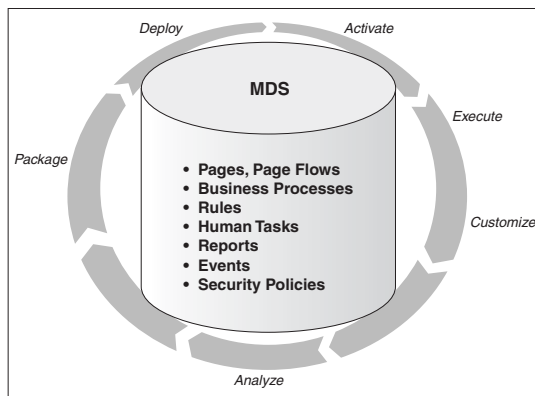 Deploy
Activate
MDS
Execute
Package
• Pages, Page Flows
• Business Processes
• Rules
• Human Tasks
• Reports
• Events
• Security Policies
Customize
Analyze